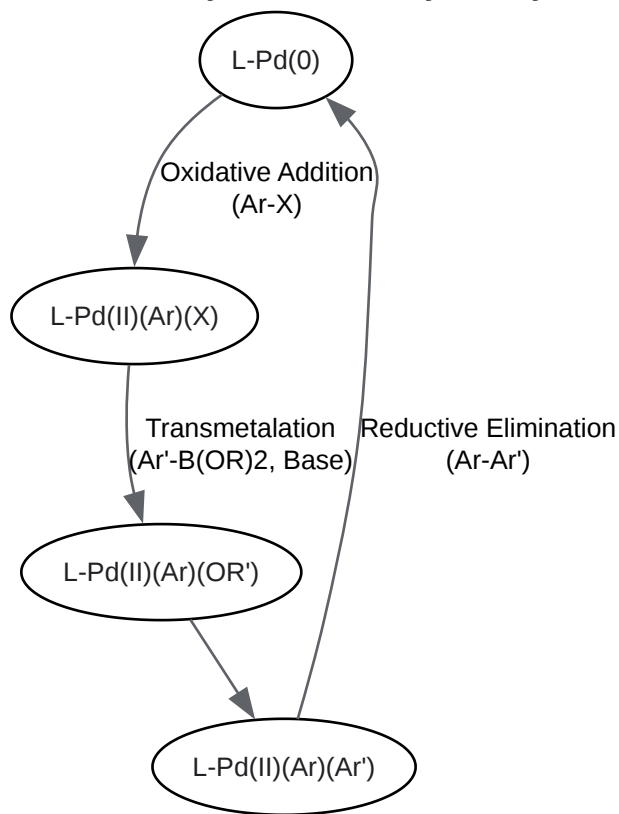 L-Pd(0)
Oxidative Addition
(Ar-X)
L-Pd(II)(Ar)(X)
Transmetalation
(Ar'-B(OR)2, Base)
Reductive Elimination
(Ar-Ar')
L-Pd(II)(Ar)(OR')
L-Pd(II)(Ar)(Ar')